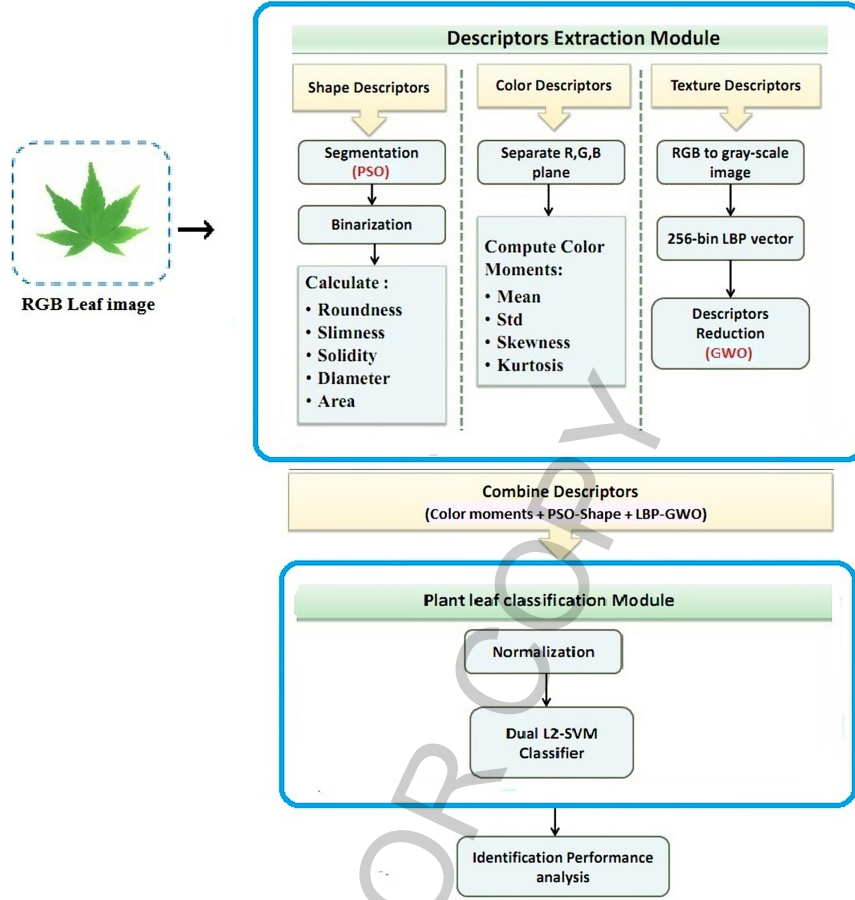 RGB Leaf image
Descriptors Extraction Module
Shape Descriptors
Segmentation
(PSO)
Binarization
Calculate :
• Roundness
• Slimness
• Solidity
• Diameter
• Area
Color Descriptors
Separate R,G,B
plane
Compute Color
Moments:
• Mean
• Std
• Skewness
• Kurtosis
Texture Descriptors
RGB to gray-scale
image
256-bin LBP vector
Descriptors
Reduction
(GWO)
Combine Descriptors
(Color moments + PSO-Shape + LBP-GWO)
Plant leaf classification Module
Normalization
Dual L2-SVM
Classifier
Identification Performance
analysis
OR COPY